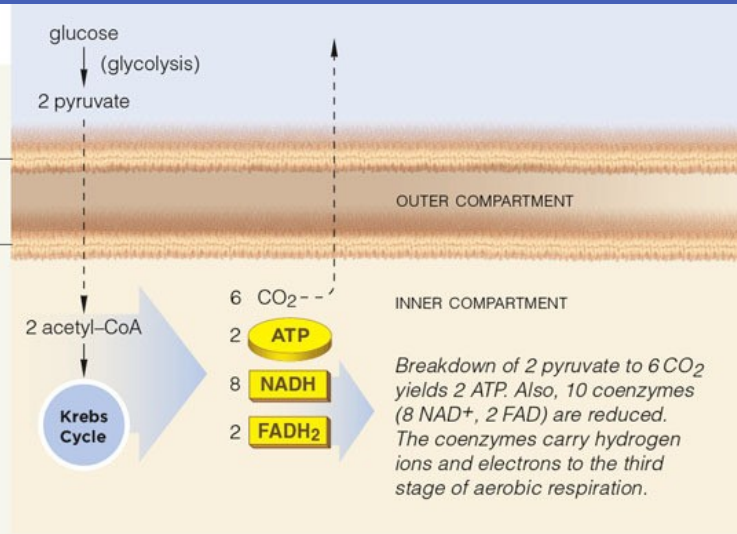 glucose
(glycolysis)
2 pyruvate
OUTER COMPARTMENT
6 CO₂
INNER COMPARTMENT
2 acetyl–CoA
2 ATP
8 NADH
2 FADH₂
Krebs
Cycle
Breakdown of 2 pyruvate to 6 CO₂
yields 2 ATP. Also, 10 coenzymes
(8 NAD+, 2 FAD) are reduced.
The coenzymes carry hydrogen
ions and electrons to the third
stage of aerobic respiration.